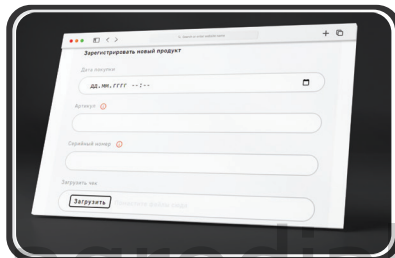 Зарегистрировать новый продукт
Дата покупки
дд.мм.гггг --:--
Артикул
Серийный номер
Загрузить чек
Загрузить